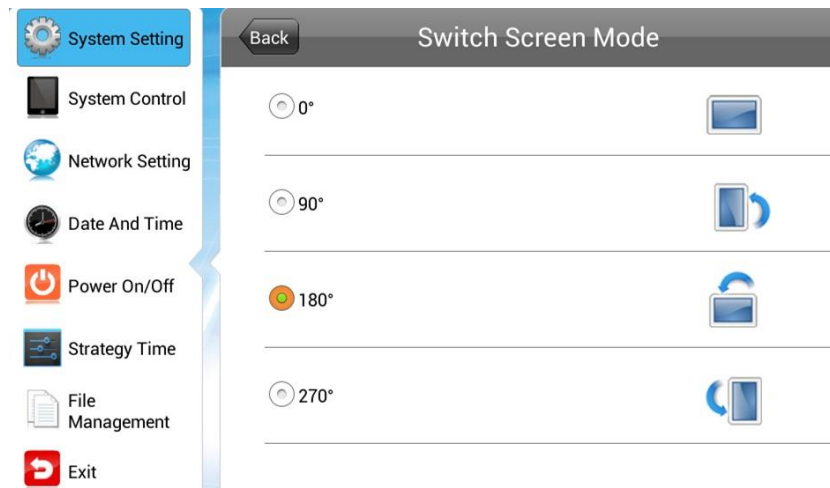 System Setting
System Control
Network Setting
Date And Time
Power On/Off
Strategy Time
File
Management
Exit
Back
Switch Screen Mode
0°
90°
180°
270°